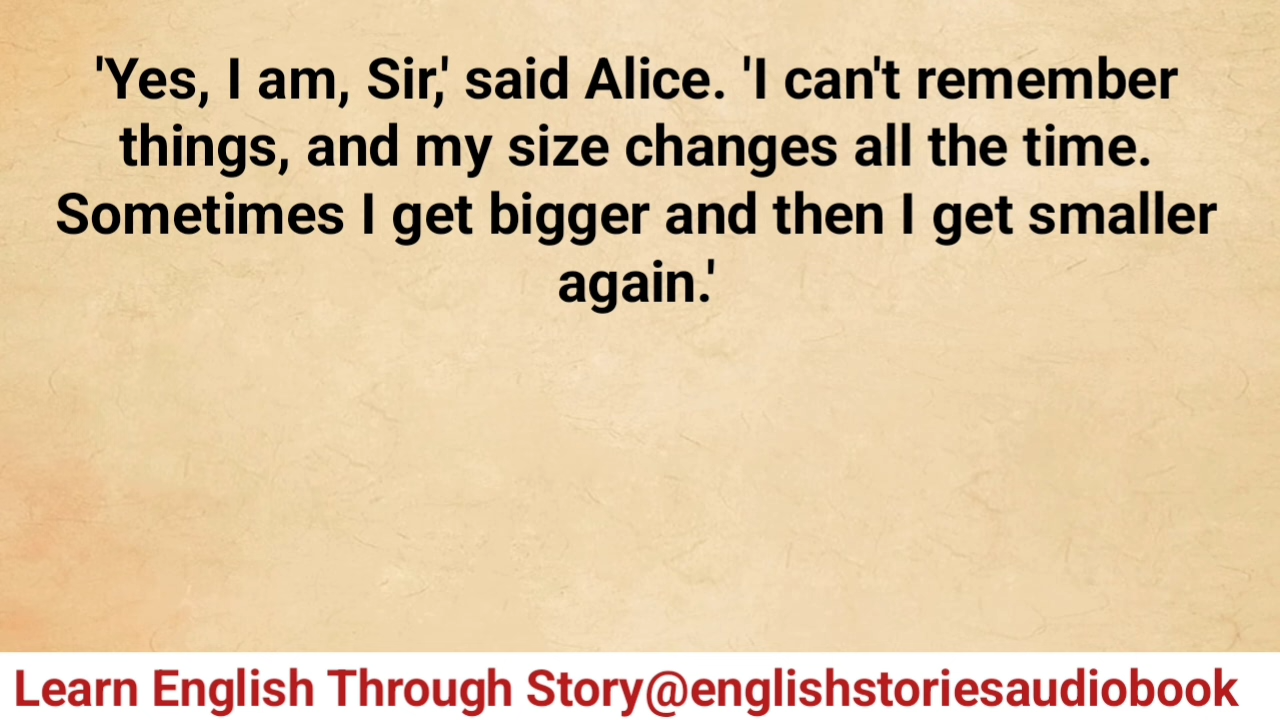 'Yes, I am, Sir,' said Alice. 'I can't remember
things, and my size changes all the time.
Sometimes I get bigger and then I get smaller
again.'
Learn English Through Story@englishstoriesaudiobook